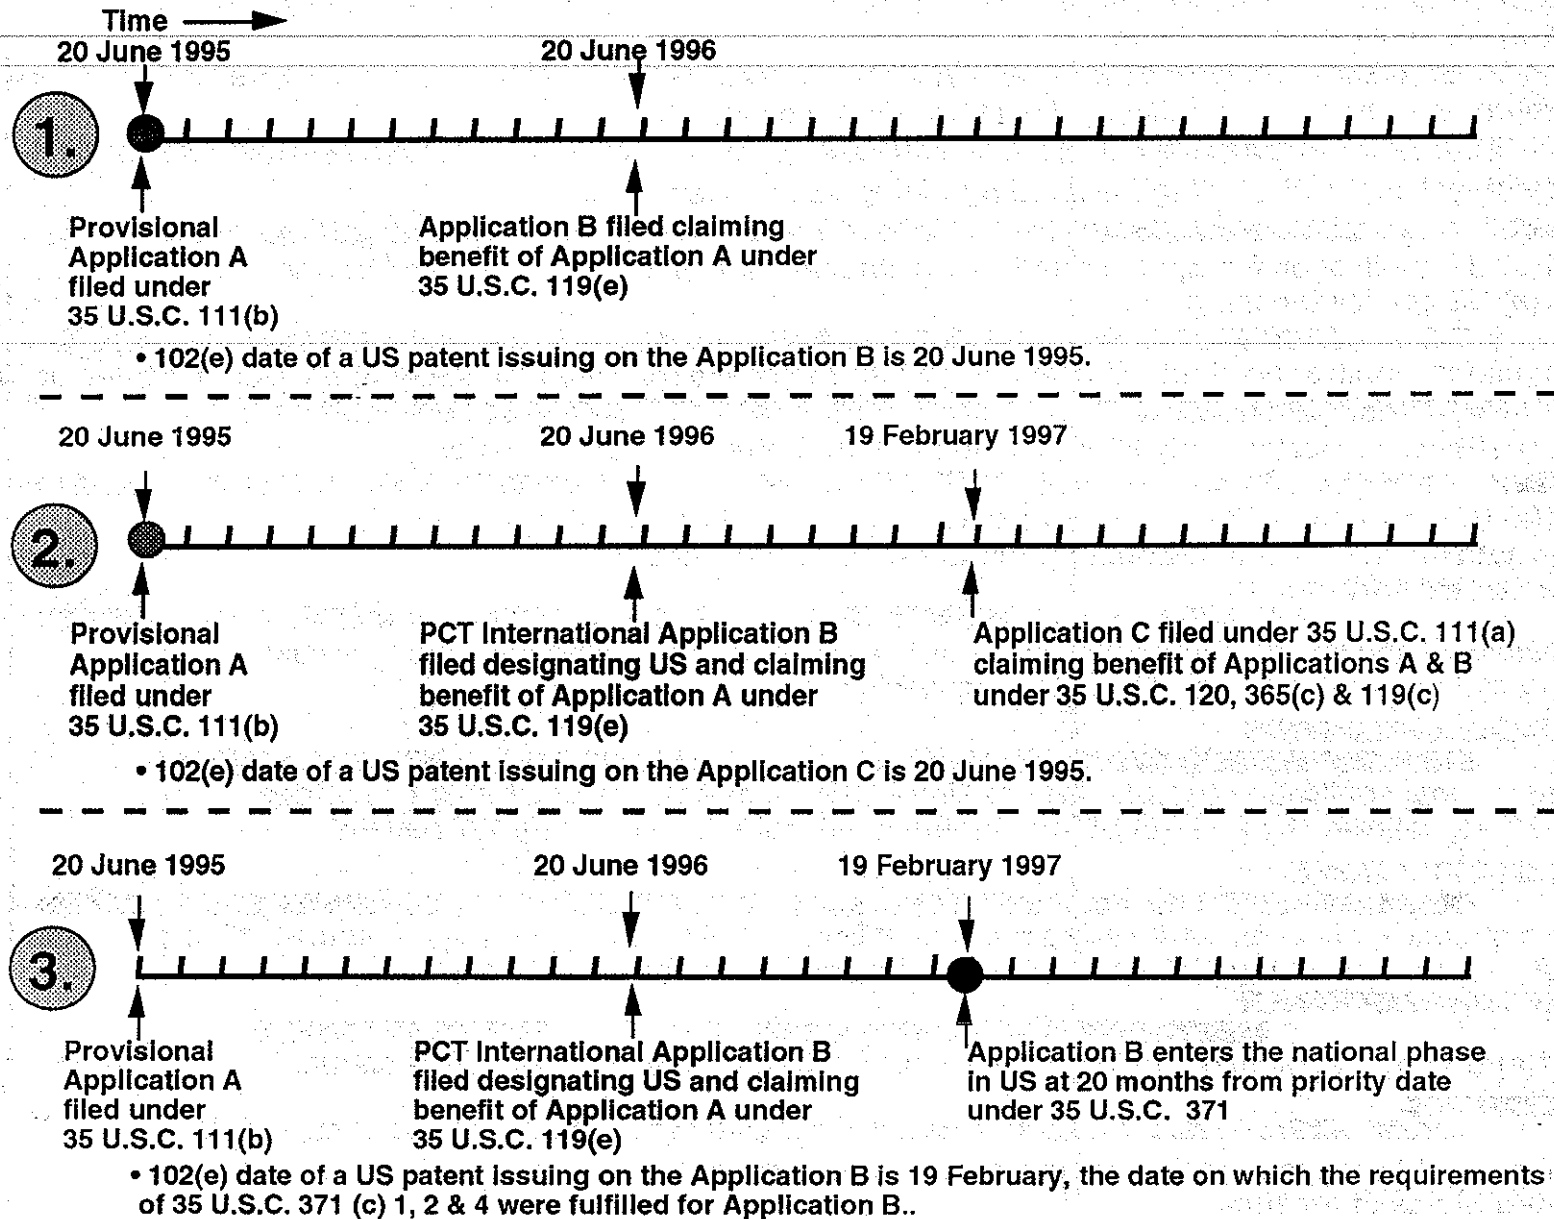 Time
20 June 1995
20 June 1996
1.
Provisional
Application A
filed under
35 U.S.C. 111(b)
Application B filed claiming
benefit of Application A under
35 U.S.C. 119(e)
• 102(e) date of a US patent issuing on the Application B is 20 June 1995.
20 June 1995
20 June 1996
19 February 1997
2.
Provisional
Application A
filed under
35 U.S.C. 111(b)
PCT International Application B
filed designating US and claiming
benefit of Application A under
35 U.S.C. 119(e)
Application C filed under 35 U.S.C. 111(a)
claiming benefit of Applications A & B
under 35 U.S.C. 120, 365(c) & 119(c)
• 102(e) date of a US patent issuing on the Application C is 20 June 1995.
20 June 1995
20 June 1996
19 February 1997
3.
Provisional
Application A
filed under
35 U.S.C. 111(b)
PCT International Application B
filed designating US and claiming
benefit of Application A under
35 U.S.C. 119(e)
Application B enters the national phase
in US at 20 months from priority date
under 35 U.S.C. 371
• 102(e) date of a US patent issuing on the Application B is 19 February, the date on which the requirements
of 35 U.S.C. 371 (c) 1, 2 & 4 were fulfilled for Application B..